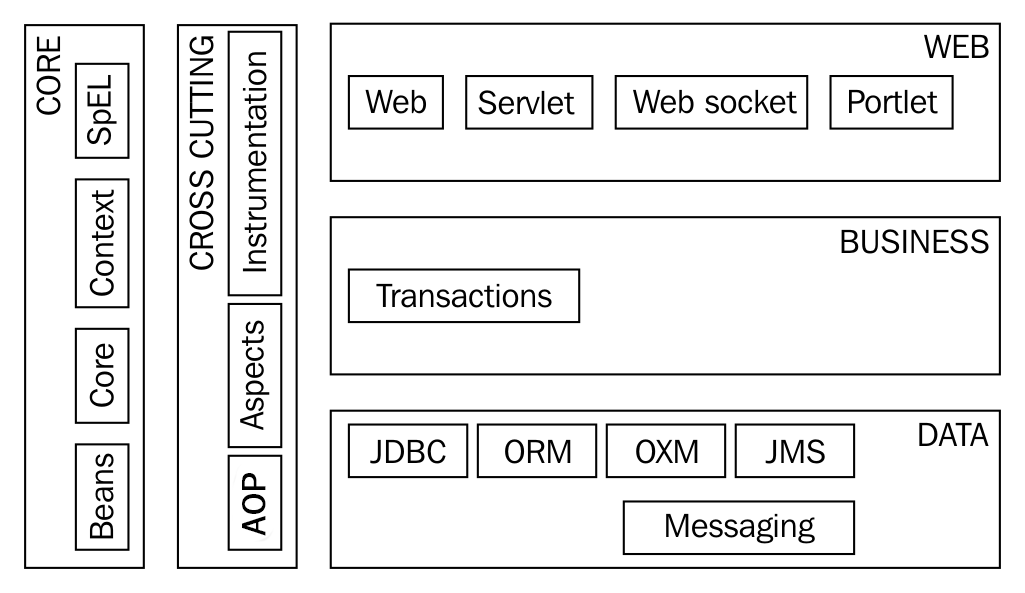 CORE
SpEL
Context
Core
Beans
CROSS CUTTING
Instrumentation
Aspects
AOP
WEB
Web
Servlet
Web socket
Portlet
BUSINESS
Transactions
DATA
JDBC
ORM
OXM
JMS
Messaging